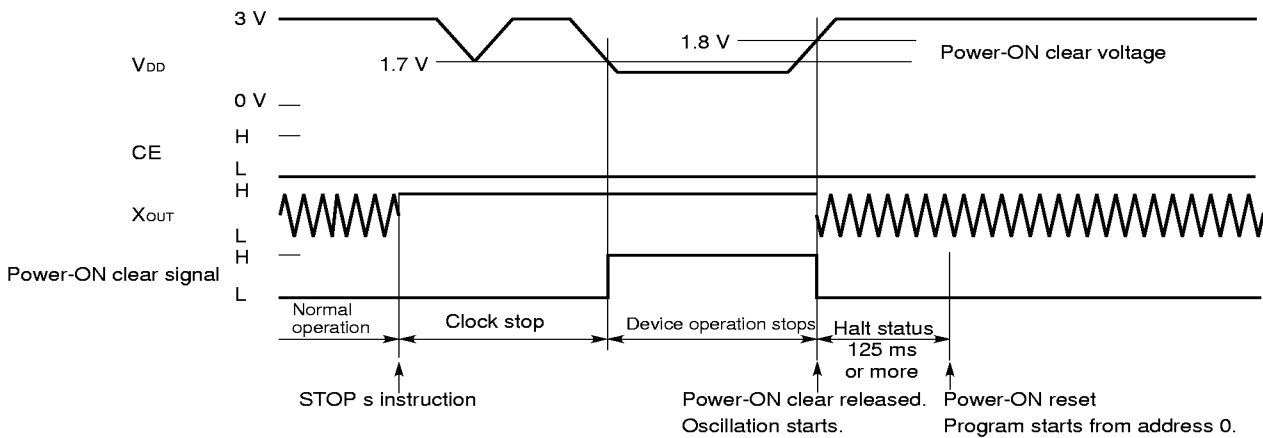 3 V
1.8 V
Power-ON clear voltage
VDD
1.7 V
0 V
H
CE
L
H
XOUT
L
H
Power-ON clear signal
L
Normal
operation
Clock stop
Device operation stops
Halt status
125 ms
or more
STOP s instruction
Power-ON clear released.
Oscillation starts.
Power-ON reset
Program starts from address 0.